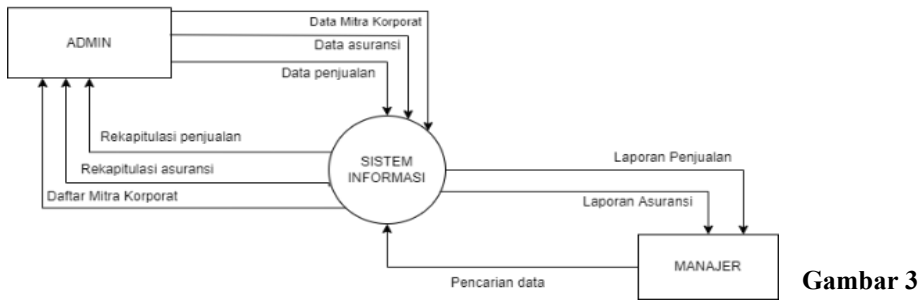 Data Mitra Korporat
ADMIN
Data asuransi
Data penjualan
Rekapitulasi penjualan
SISTEM
INFORMASI
Laporan Penjualan
Rekapitulasi asuransi
Daftar Mitra Korporat
Laporan Asuransi
MANAJER
Pencarian data
Gambar 3